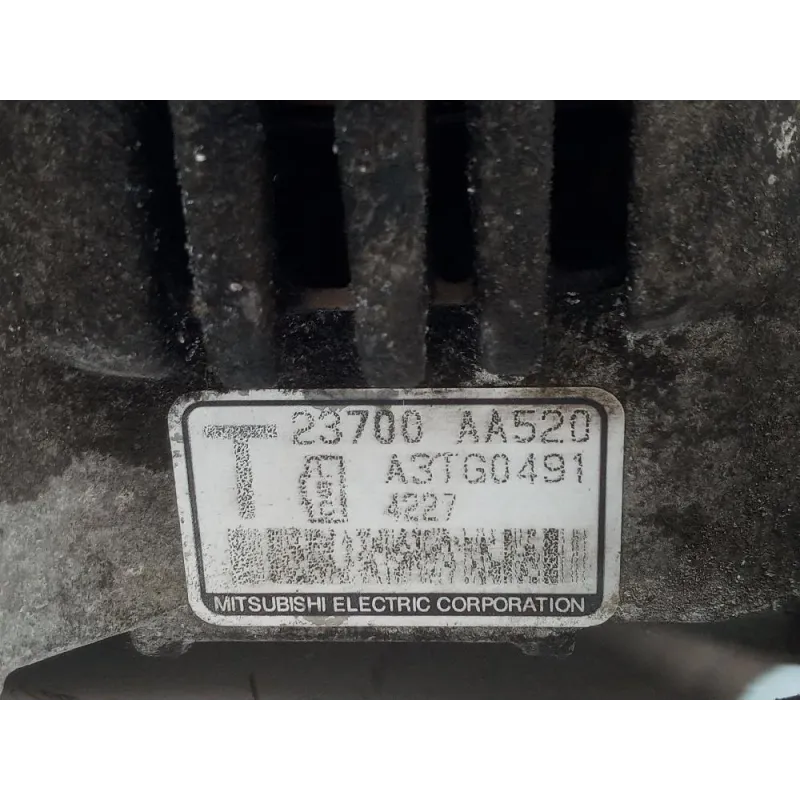 T
23700 AA520
A3TG0491
4227
MITSUBISHI ELECTRIC CORPORATION